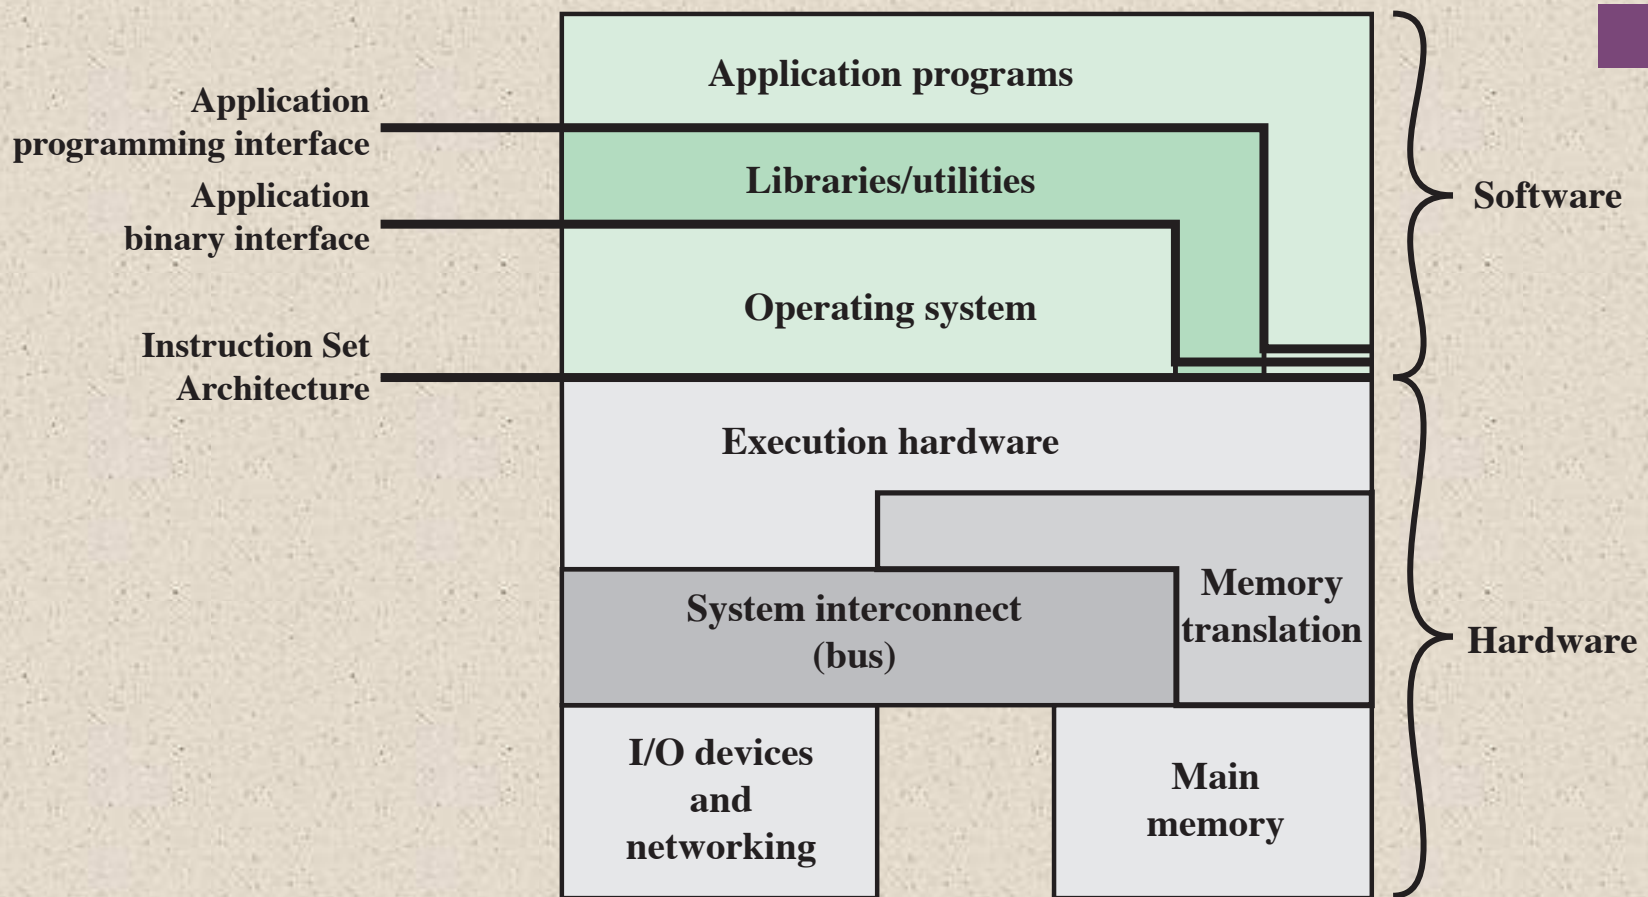 Application programs
Application
programming interface
Libraries/utilities
Application
binary interface
Software
Operating system
Instruction Set
Architecture
Execution hardware
Memory
translation
System interconnect
(bus)
Hardware
I/O devices
and
networking
Main
memory